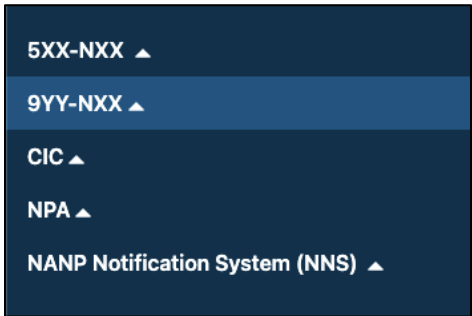 5XX-NXX
9YY-NXX
CIC
NPA
NANP Notification System (NNS)